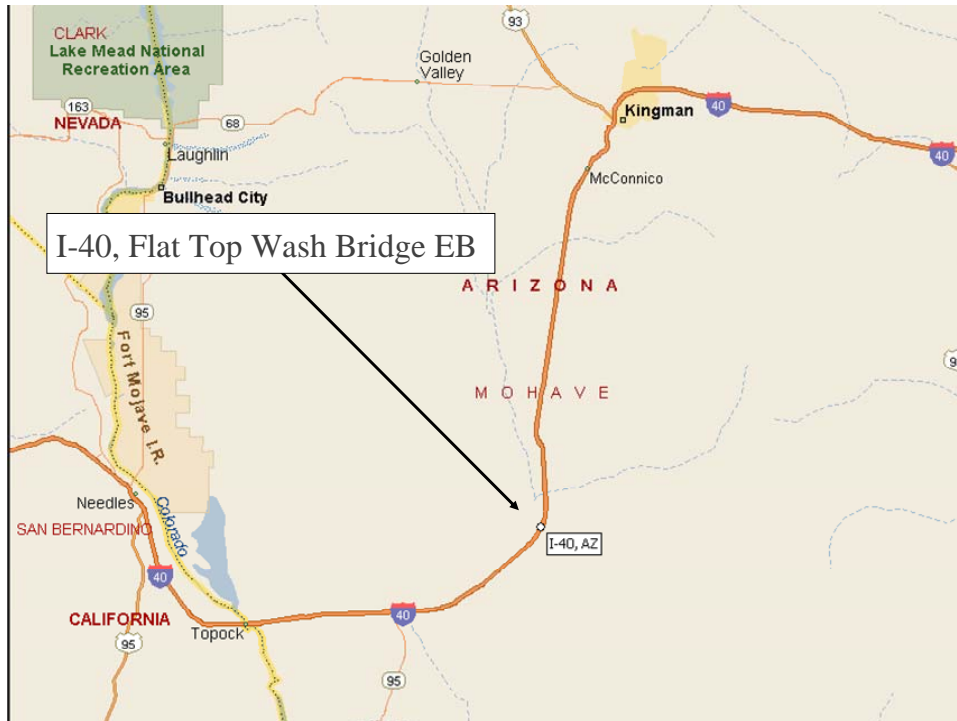 CLARK
Lake Mead National
Recreation Area
93
Golden
Valley
163
NEVADA
68
Kingman
40
40
Laughlin
McConnico
Bullhead City
I-40, Flat Top Wash Bridge EB
ARIZONA
95
Fort Mojave I.R.
MOHAVE
Needles
Colorado
SAN BERNARDINO
I-40, AZ
40
CALIFORNIA
40
Topock
95
95